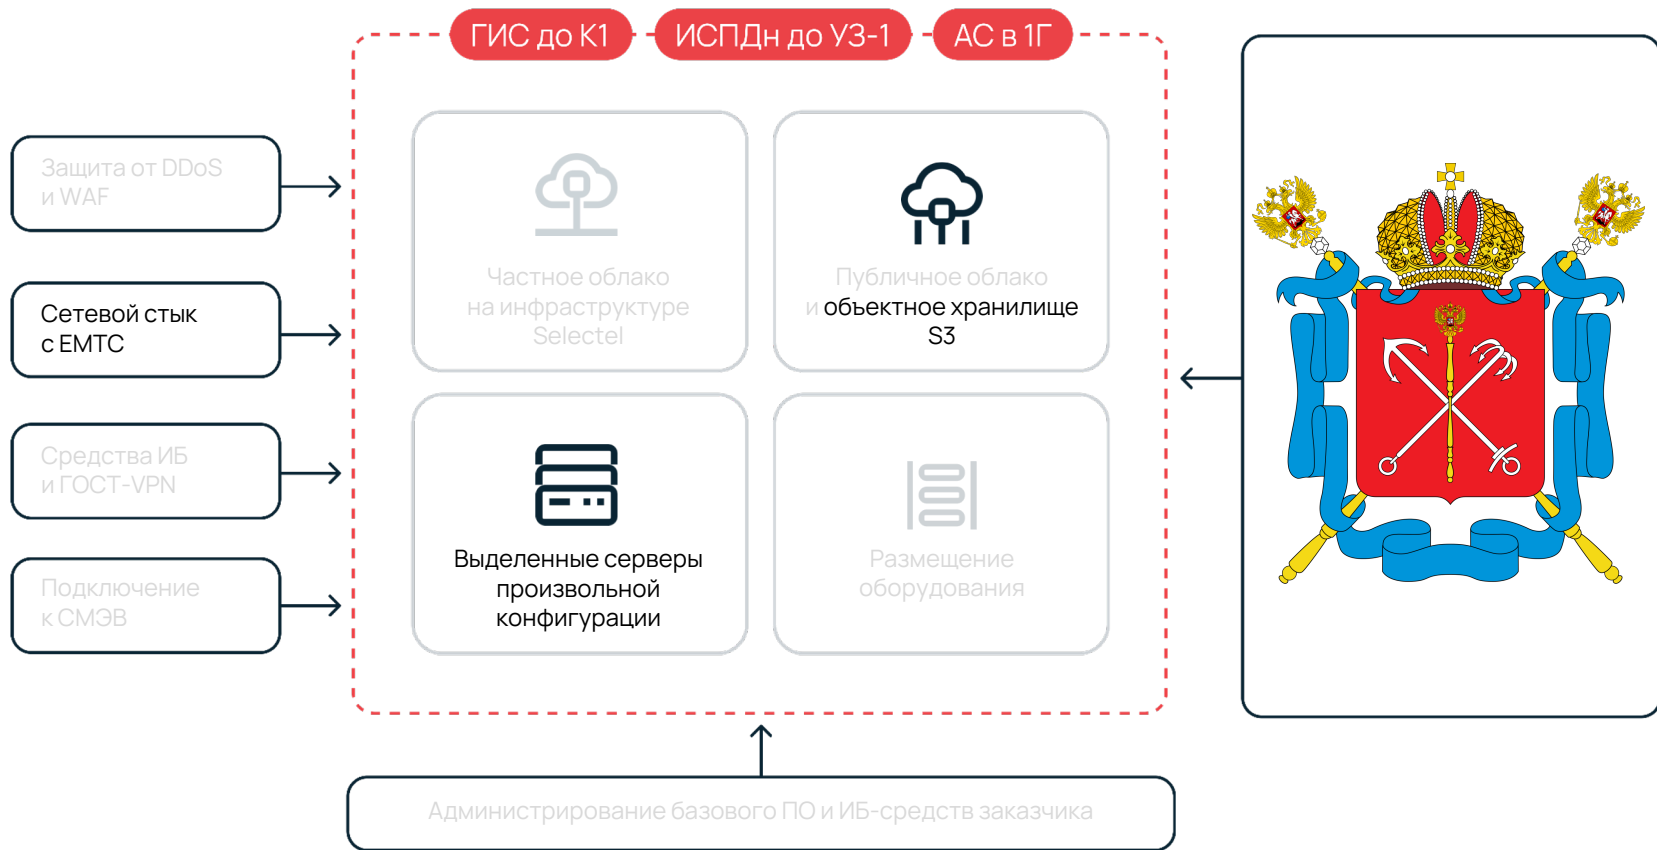 ГИС до К1
ИСПДн до УЗ-1
АС в 1Г
Защита от DDoS
и WAF
Сетевой стык
с ЕМТС
Средства ИБ
и ГОСТ-VPN
Подключение
к СМЭВ
Частное облако
на инфраструктуре
Selectel
Публичное облако
и объектное хранилище
S3
Выделенные серверы
произвольной
конфигурации
Размещение
оборудования
Администрирование базового ПО и ИБ-средств заказчика